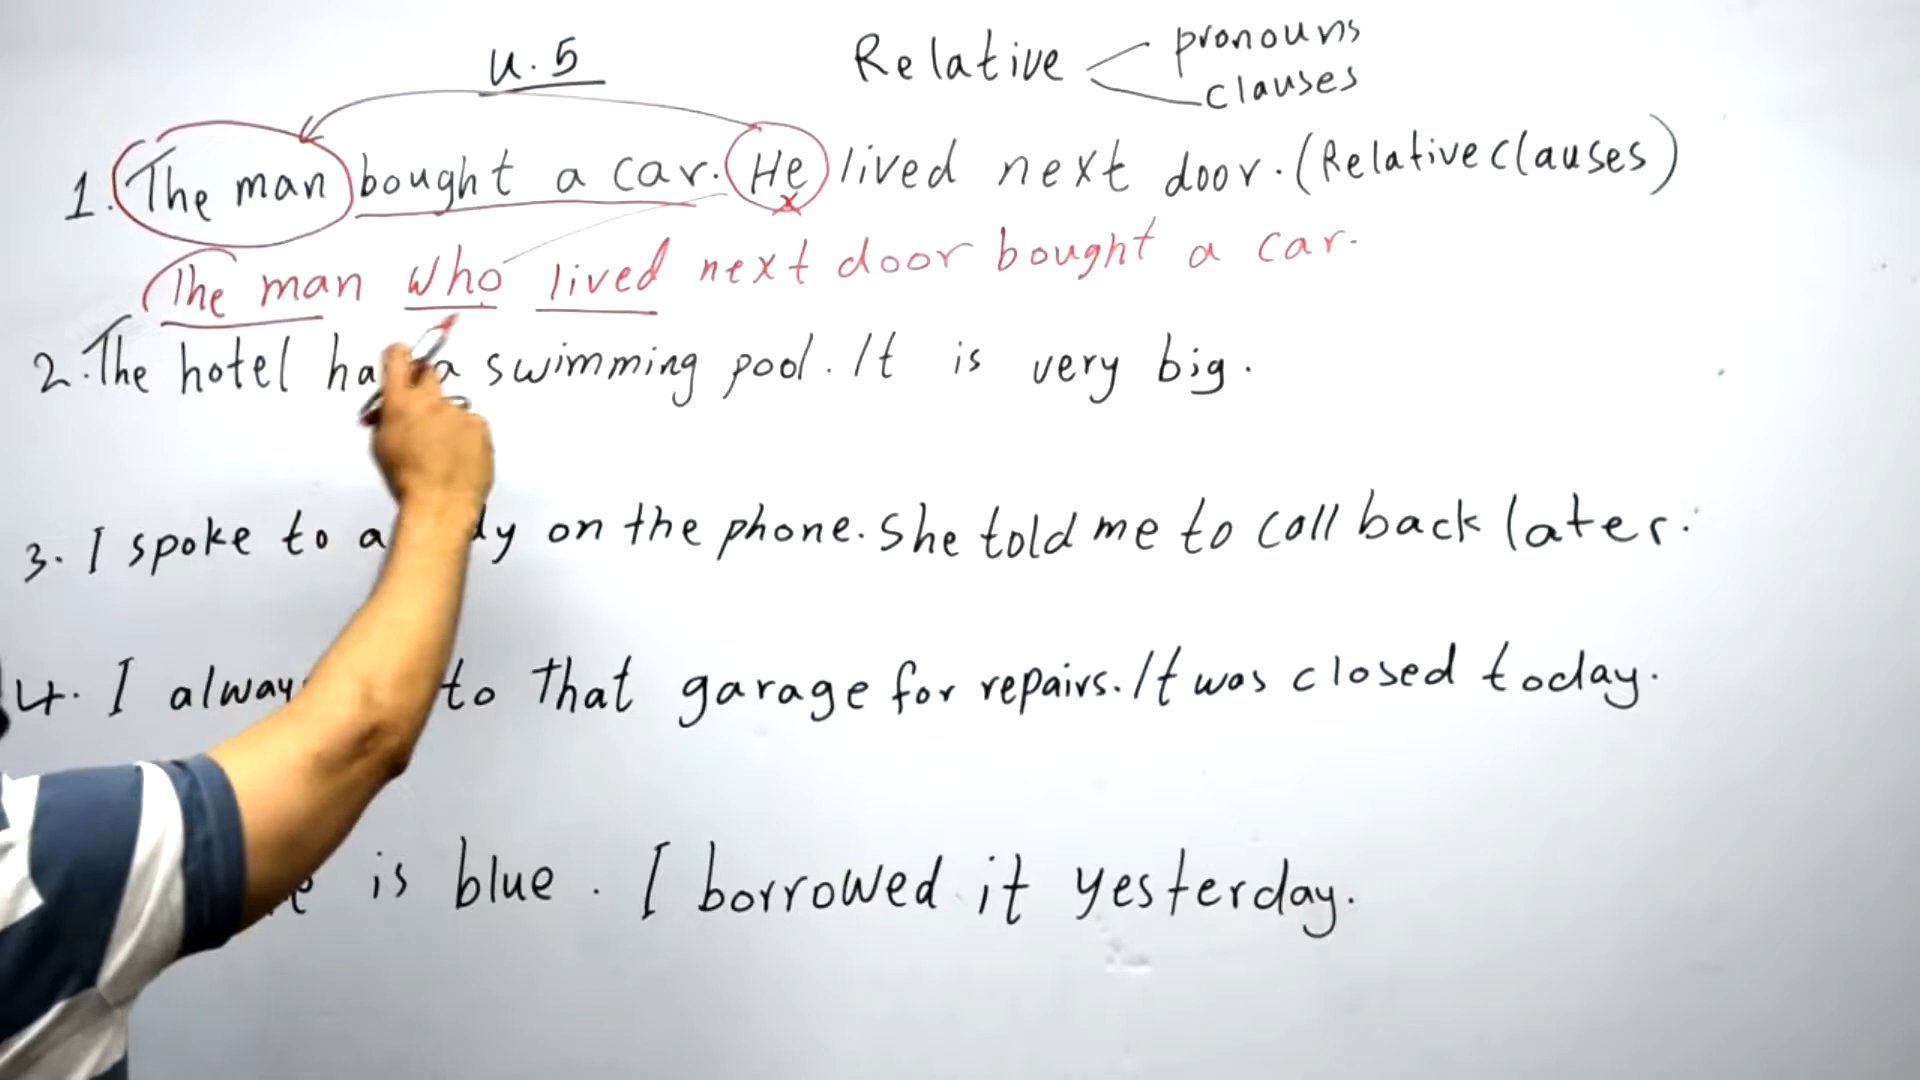 U.5
Relative pronouns
clauses
1. The man bought a car. He lived next door. (Relative clauses)
x
The man who lived next door bought a car.
2. The hotel ha a swimming pool. It is very big.
3. I spoke to a dy on the phone. She told me to call back later.
4. I always to that garage for repairs. It was closed today.
is blue. I borrowed it yesterday.